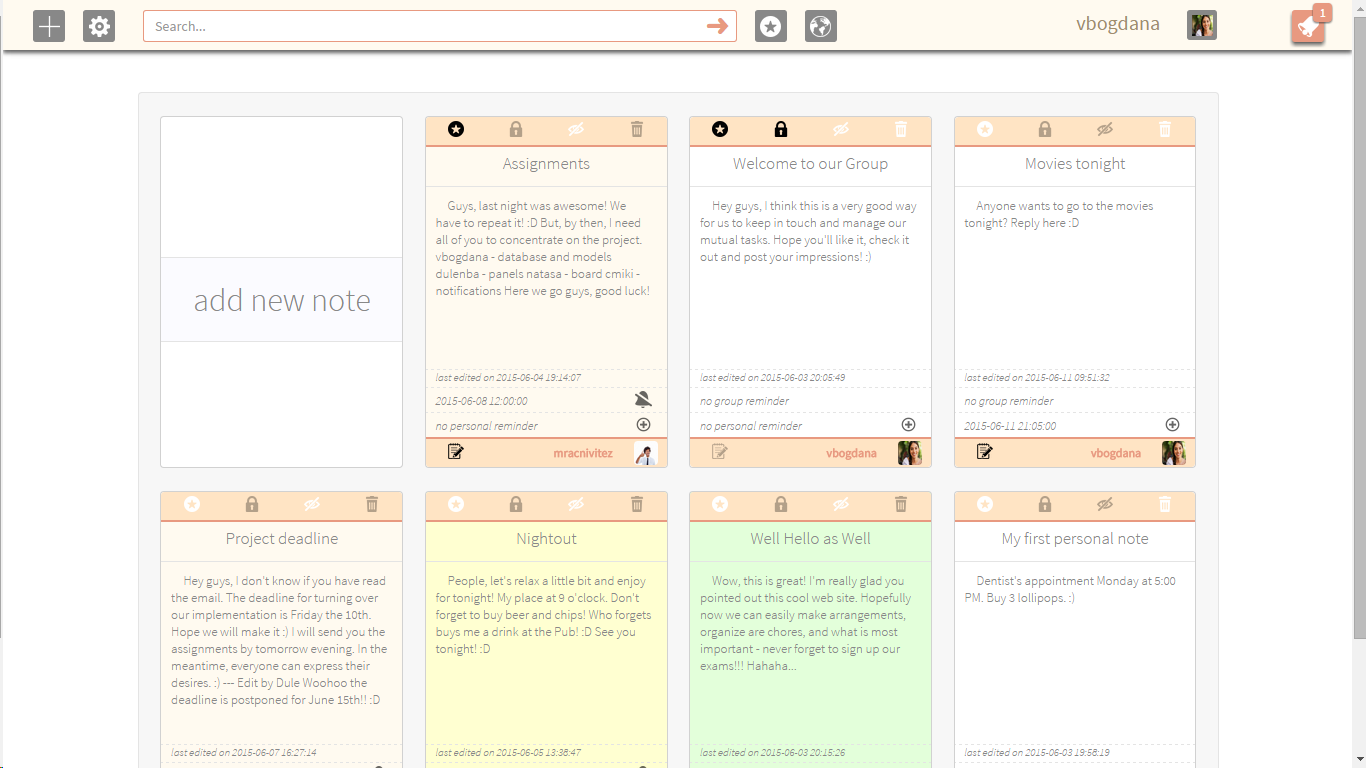 Search...
vbogdana
1
add new note
Assignments
Guys, last night was awesome! We
have to repeat it! :D But, by then, I need
all of you to concentrate on the project.
vbogdana - database and models
dulenba - panels natasa - board cmiki -
notifications Here we go guys, good luck!
last edited on 2015-06-04 19:14:07
2015-06-08 12:00:00
no personal reminder
mracnivitez
Welcome to our Group
Hey guys, I think this is a very good way
for us to keep in touch and manage our
mutual tasks. Hope you'll like it, check it
out and post your impressions! :)
last edited on 2015-06-03 20:05:49
no group reminder
no personal reminder
vbogdana
Movies tonight
Anyone wants to go to the movies
tonight? Reply here :D
last edited on 2015-06-11 09:51:32
no group reminder
2015-06-11 21:05:00
vbogdana
Project deadline
Hey guys, I don't know if you have read
the email. The deadline for turning over
our implementation is Friday the 10th.
Hope we will make it :) I will send you the
assignments by tomorrow evening. In the
meantime, everyone can express their
desires. :) --- Edit by Dule Woohoo the
deadline is postponed for June 15th!! :D
last edited on 2015-06-07 16:27:14
Nightout
People, let's relax a little bit and enjoy
for tonight! My place at 9 o'clock. Don't
forget to buy beer and chips! Who forgets
buys me a drink at the Pub! :D See you
tonight! :D
last edited on 2015-06-05 13:38:47
Well Hello as Well
Wow, this is great! I'm really glad you
pointed out this cool web site. Hopefully
now we can easily make arrangements,
organize are chores, and what is most
important - never forget to sign up our
exams!!! Hahaha...
last edited on 2015-06-03 20:15:26
My first personal note
Dentist's appointment Monday at 5:00
PM. Buy 3 lollipops. :)
last edited on 2015-06-03 19:58:19